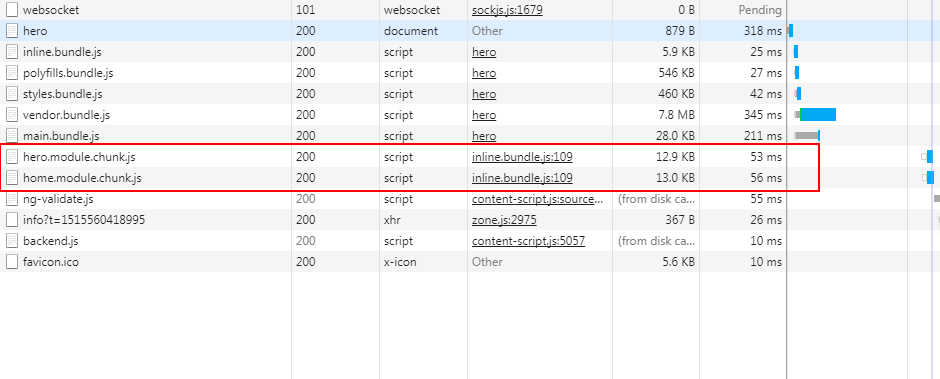 websocket 101 websocket sockjs.js:1679 0 B Pending
hero 200 document Other 879 B 318 ms
inline.bundle.js 200 script hero 5.9 KB 25 ms
polyfills.bundle.js 200 script hero 546 KB 27 ms
styles.bundle.js 200 script hero 460 KB 42 ms
vendor.bundle.js 200 script hero 7.8 MB 345 ms
main.bundle.js 200 script hero 28.0 KB 211 ms
hero.module.chunk.js 200 script inline.bundle.js:109 12.9 KB 53 ms
home.module.chunk.js 200 script inline.bundle.js:109 13.0 KB 56 ms
ng-validate.js 200 script content-script.js:source... (from disk ca... 55 ms
info?t=1515560418995 200 xhr zone.js:2975 367 B 26 ms
backend.js 200 script content-script.js:5057 (from disk ca... 10 ms
favicon.ico 200 x-icon Other 5.6 KB 10 ms